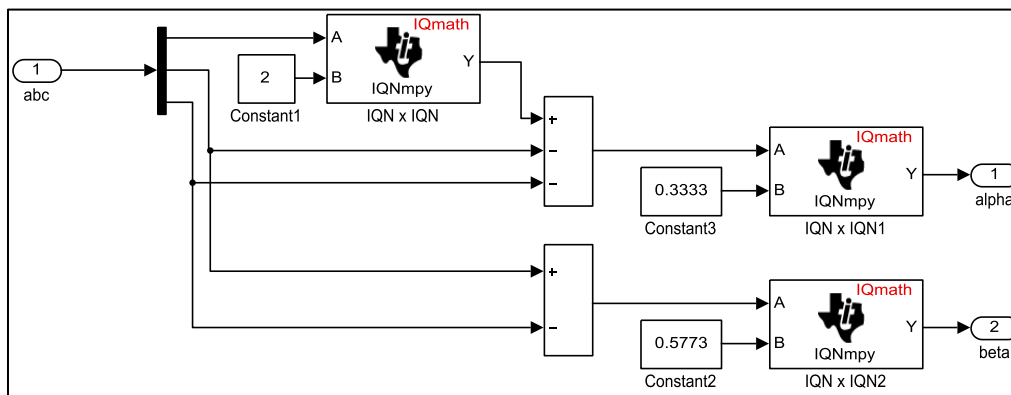 IQmath
A
Y
1
B
2
IQNmpy
abc
Constant1
IQN x IQN
+
−
−
IQmath
A
0.3333
B
Y
1
IQNmpy
alpha
Constant3
IQN x IQN1
+
−
IQmath
A
0.5773
B
Y
2
IQNmpy
beta
Constant2
IQN x IQN2